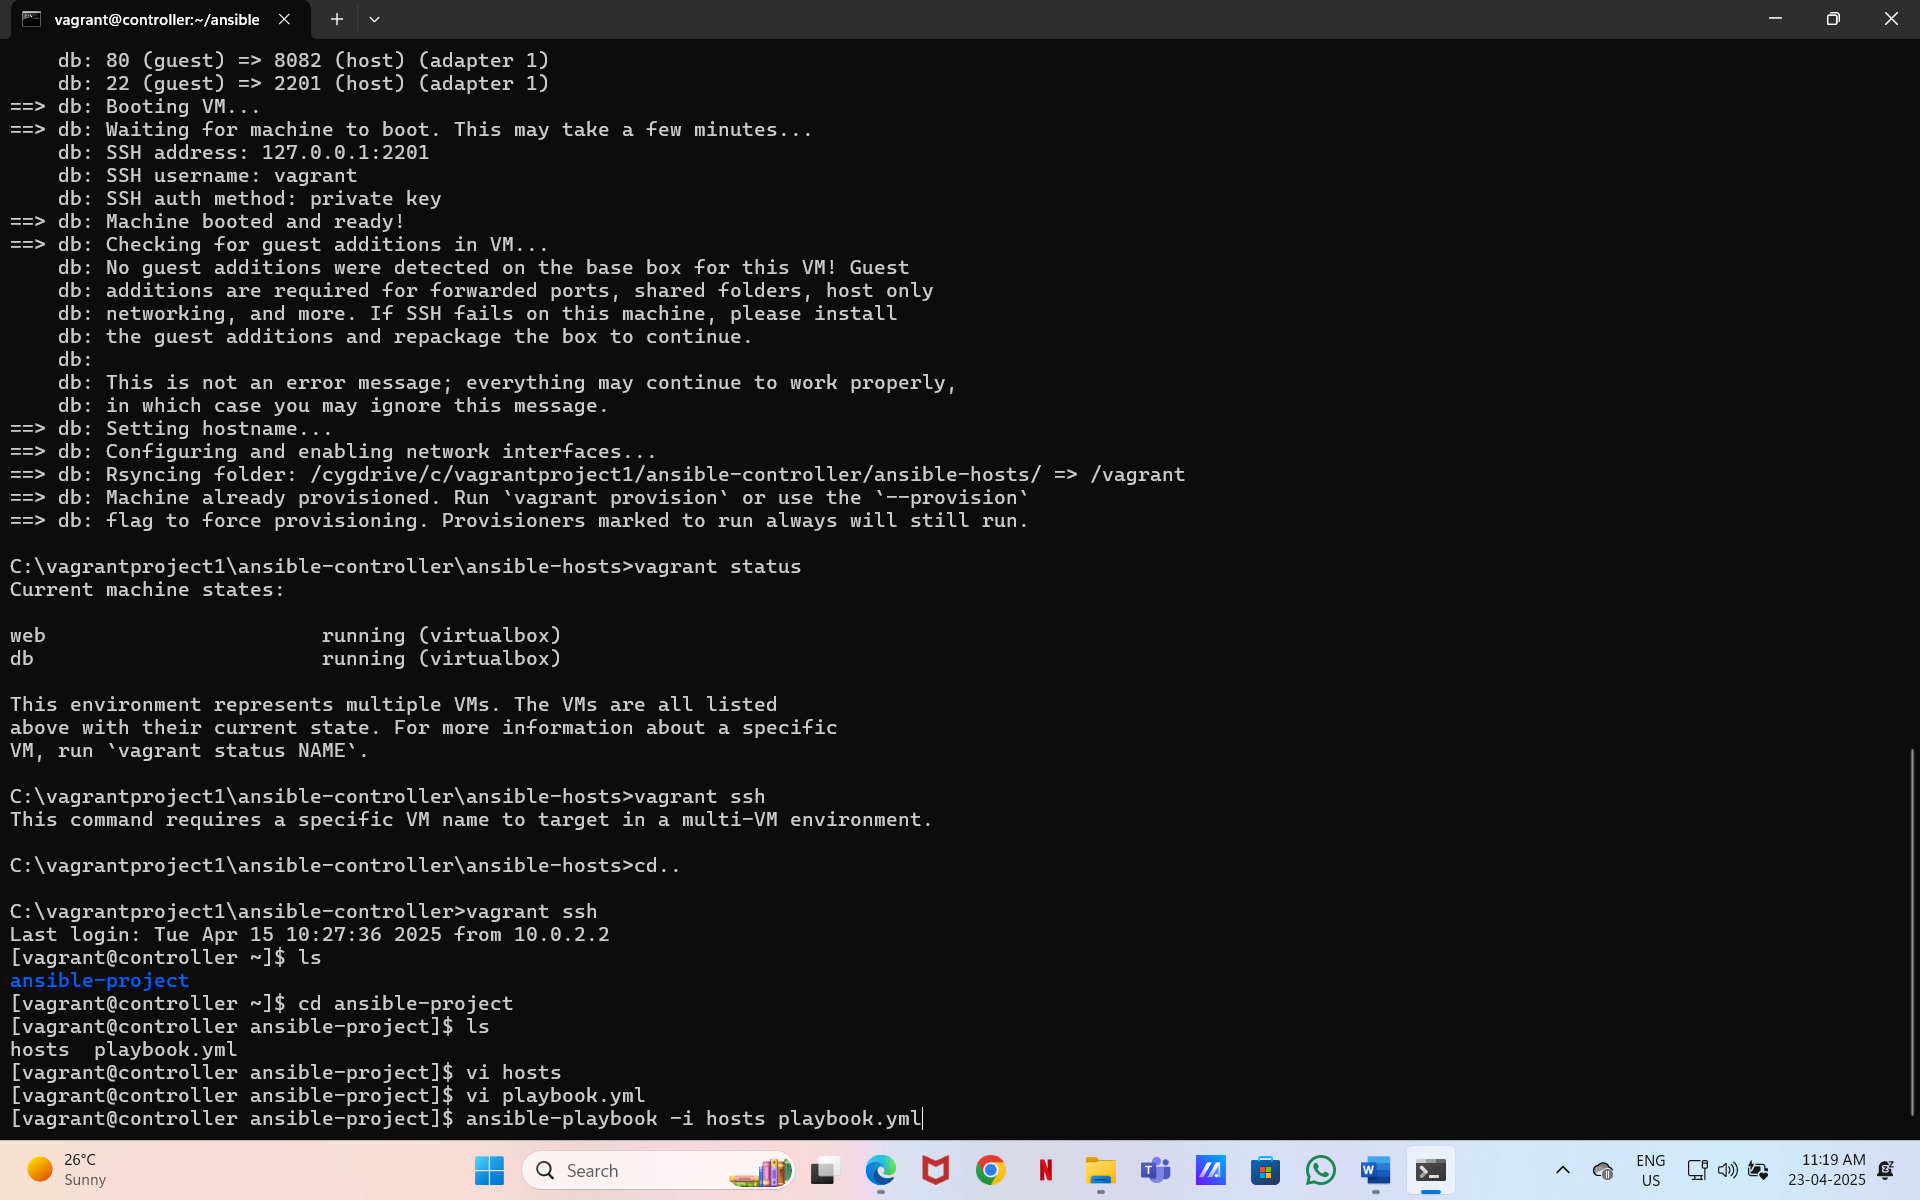 vagrant@controller:~/ansible
    db: 80 (guest) => 8082 (host) (adapter 1)
    db: 22 (guest) => 2201 (host) (adapter 1)
==> db: Booting VM...
==> db: Waiting for machine to boot. This may take a few minutes...
    db: SSH address: 127.0.0.1:2201
    db: SSH username: vagrant
    db: SSH auth method: private key
==> db: Machine booted and ready!
==> db: Checking for guest additions in VM...
    db: No guest additions were detected on the base box for this VM! Guest
    db: additions are required for forwarded ports, shared folders, host only
    db: networking, and more. If SSH fails on this machine, please install
    db: the guest additions and repackage the box to continue.
    db:
    db: This is not an error message; everything may continue to work properly,
    db: in which case you may ignore this message.
==> db: Setting hostname...
==> db: Configuring and enabling network interfaces...
==> db: Rsyncing folder: /cygdrive/c/vagrantproject1/ansible-controller/ansible-hosts/ => /vagrant
==> db: Machine already provisioned. Run `vagrant provision` or use the `--provision`
==> db: flag to force provisioning. Provisioners marked to run always will still run.
C:\vagrantproject1\ansible-controller\ansible-hosts>vagrant status
Current machine states:
web                       running (virtualbox)
db                        running (virtualbox)
This environment represents multiple VMs. The VMs are all listed
above with their current state. For more information about a specific
VM, run `vagrant status NAME`.
C:\vagrantproject1\ansible-controller\ansible-hosts>vagrant ssh
This command requires a specific VM name to target in a multi-VM environment.
C:\vagrantproject1\ansible-controller\ansible-hosts>cd..
C:\vagrantproject1\ansible-controller>vagrant ssh
Last login: Tue Apr 15 10:27:36 2025 from 10.0.2.2
[vagrant@controller ~]$ ls
ansible-project
[vagrant@controller ~]$ cd ansible-project
[vagrant@controller ansible-project]$ ls
hosts  playbook.yml
[vagrant@controller ansible-project]$ vi hosts
[vagrant@controller ansible-project]$ vi playbook.yml
[vagrant@controller ansible-project]$ ansible-playbook -i hosts playbook.yml
26°C
Sunny
Search
ENG
US
11:19 AM
23-04-2025